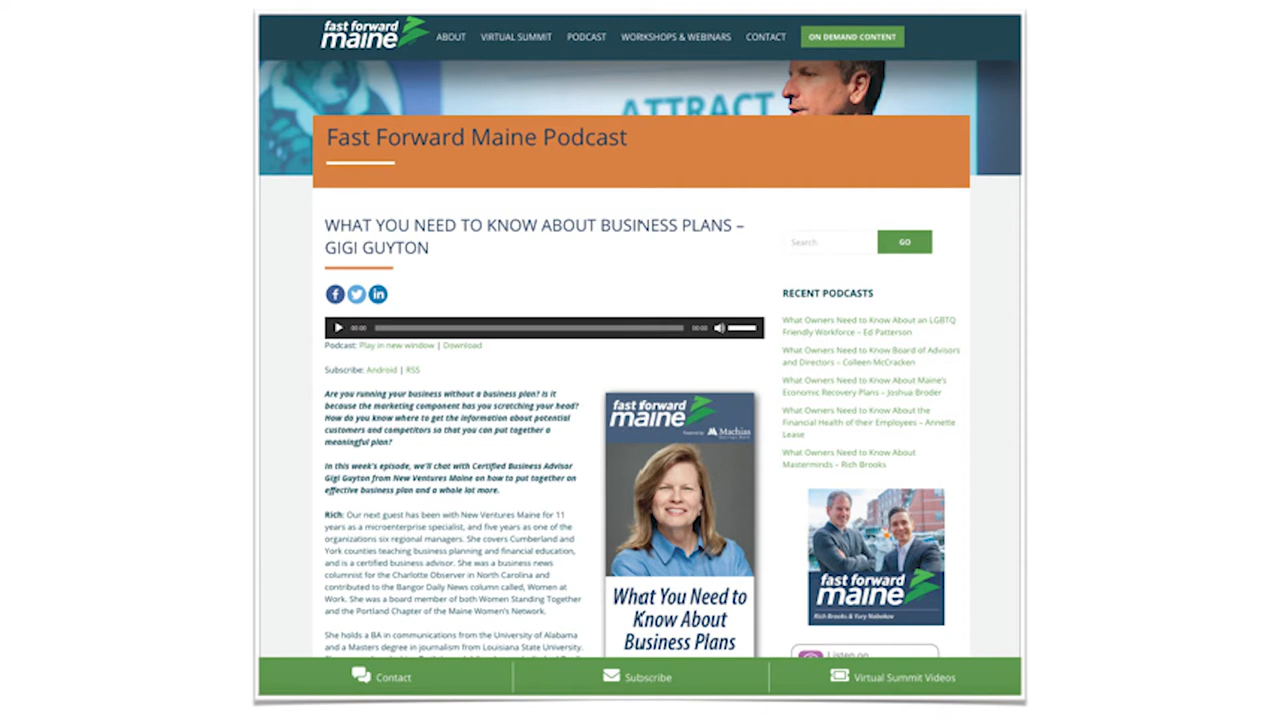 fast forward
maine
ABOUT
VIRTUAL SUMMIT
PODCAST
WORKSHOPS & WEBINARS
CONTACT
ON DEMAND CONTENT
ATTRACT
Fast Forward Maine Podcast
WHAT YOU NEED TO KNOW ABOUT BUSINESS PLANS –
GIGI GUYTON
00:00
00:00
Podcast: Play in new window | Download
Subscribe: Android | RSS
Are you running your business without a business plan? Is it
because the marketing component has you scratching your head?
How do you know where to get the information about potential
customers and competitors so that you can put together a
meaningful plan?
In this week's episode, we'll chat with Certified Business Advisor
Gigi Guyton from New Ventures Maine on how to put together an
effective business plan and a whole lot more.
Rich: Our next guest has been with New Ventures Maine for 11
years as a microenterprise specialist, and five years as one of the
organizations six regional managers. She covers Cumberland and
York counties teaching business planning and financial education,
and is a certified business advisor. She was a business news
columnist for the Charlotte Observer in North Carolina and
contributed to the Bangor Daily News column called, Women at
Work. She was a board member of both Women Standing Together
and the Portland Chapter of the Maine Women's Network.
She holds a BA in communications from the University of Alabama
and a Masters degree in journalism from Louisiana State University.
fast forward
maine
Powered by Machias
Savings Bank
What You Need to
Know About
Business Plans
Search
GO
RECENT PODCASTS
What Owners Need to Know About an LGBTQ
Friendly Workforce – Ed Patterson
What Owners Need to Know Board of Advisors
and Directors – Colleen McCracken
What Owners Need to Know About Maine's
Economic Recovery Plans – Joshua Broder
What Owners Need to Know About the
Financial Health of their Employees – Annette
Lease
What Owners Need to Know About
Masterminds – Rich Brooks
fast forward
maine
Rich Brooks & Yury Nabokov
Listen on
Contact
Subscribe
Virtual Summit Videos